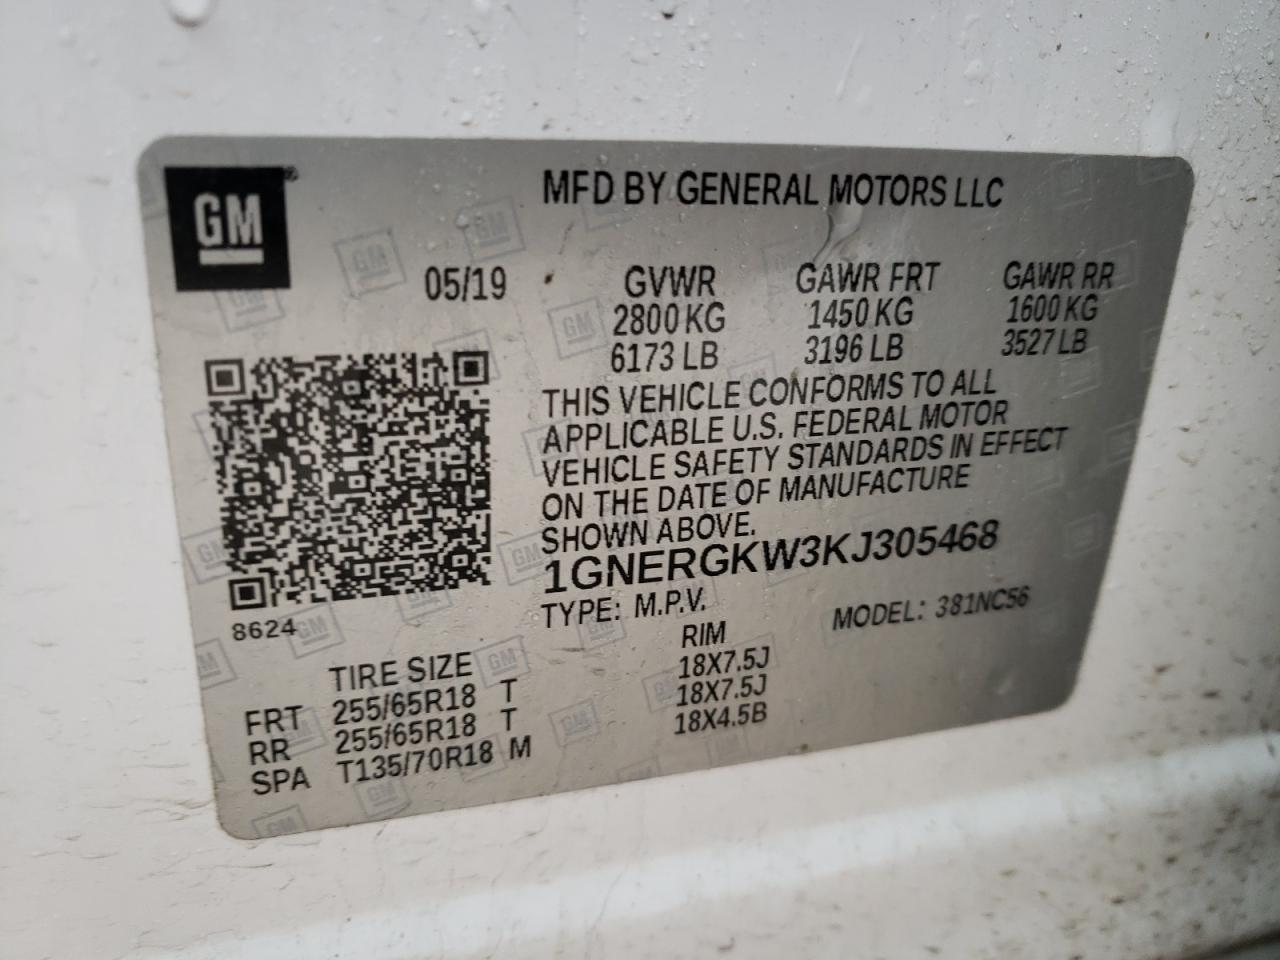 GM
MFD BY GENERAL MOTORS LLC
05/19 GVWR GAWR FRT GAWR RR
2800 KG 1450 KG 1600 KG
6173 LB 3196 LB 3527 LB
THIS VEHICLE CONFORMS TO ALL
APPLICABLE U.S. FEDERAL MOTOR
VEHICLE SAFETY STANDARDS IN EFFECT
ON THE DATE OF MANUFACTURE
SHOWN ABOVE.
1GNERGKW3KJ305468
8624
TYPE: M.P.V. MODEL: 381NC56
TIRE SIZE RIM
FRT 255/65R18 T 18X7.5J
RR 255/65R18 T 18X7.5J
SPA T135/70R18 M 18X4.5B